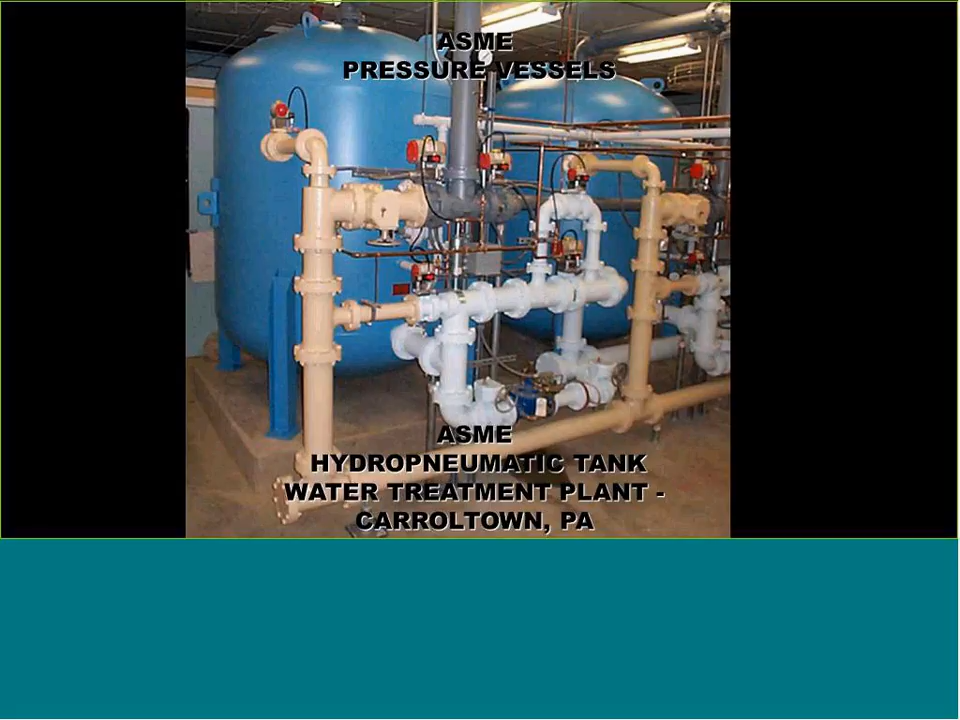 ASME
PRESSURE VESSELS
ASME
HYDROPNEUMATIC TANK
WATER TREATMENT PLANT -
CARROLTOWN, PA